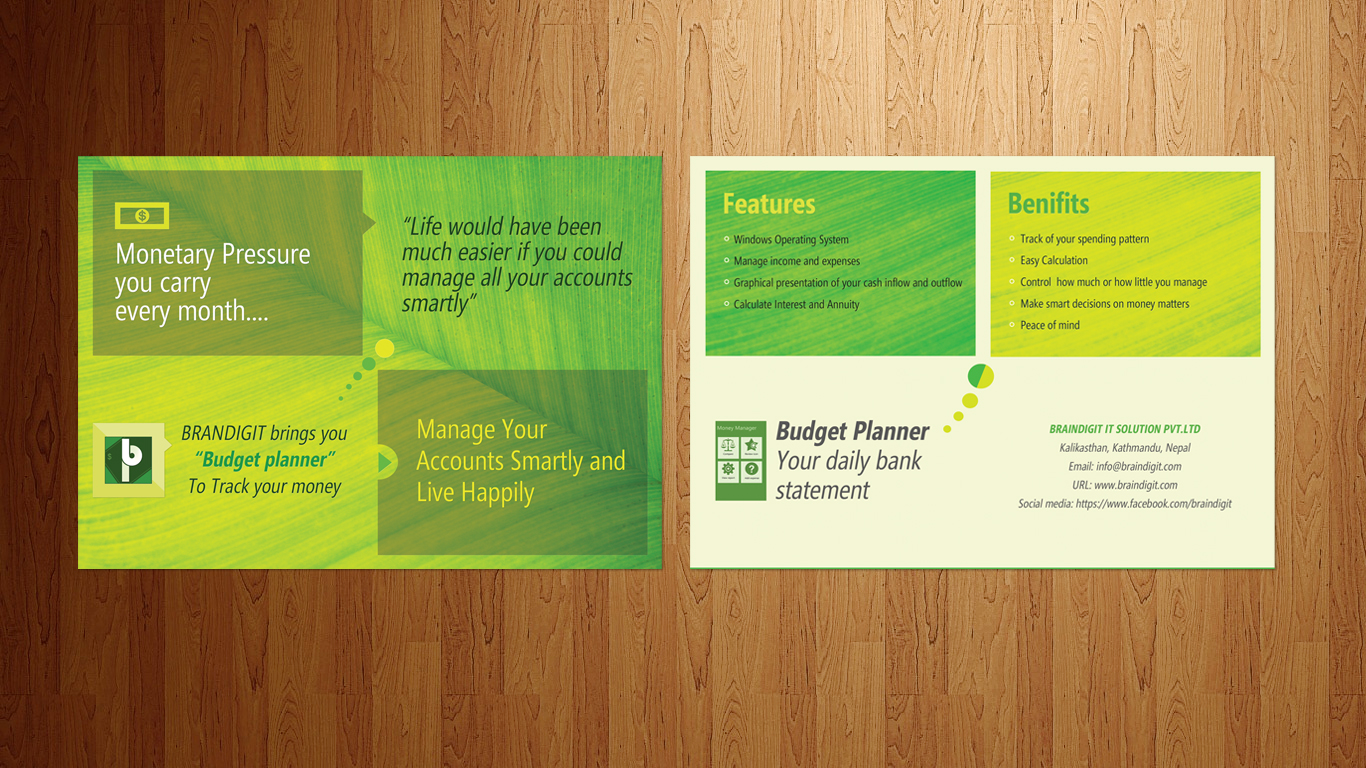 Monetary Pressure
you carry
every month....
“Life would have been
much easier if you could
manage all your accounts
smartly”
BRANDIGIT brings you
“Budget planner”
To Track your money
Manage Your
Accounts Smartly and
Live Happily
Features
Windows Operating System
Manage income and expenses
Graphical presentation of your cash inflow and outflow
Calculate Interest and Annuity
Benifits
Track of your spending pattern
Easy Calculation
Control how much or how little you manage
Make smart decisions on money matters
Peace of mind
Money Manager
Budget Planner
Your daily bank
statement
BRAINDIGIT IT SOLUTION PVT.LTD
Kalikasthan, Kathmandu, Nepal
Email: info@braindigit.com
URL: www.braindigit.com
Social media: https://www.facebook.com/braindigit